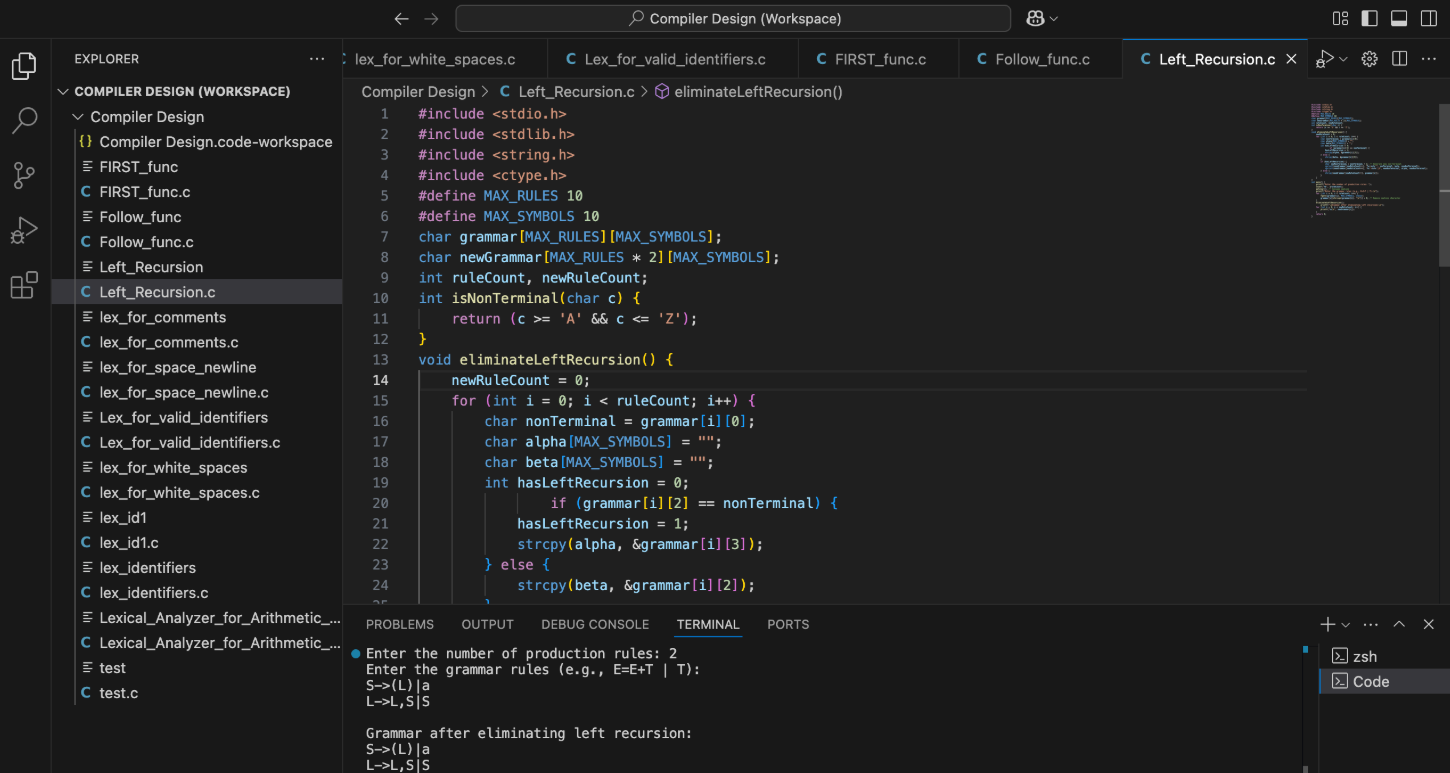 Compiler Design (Workspace)
EXPLORER
COMPILER DESIGN (WORKSPACE)
Compiler Design
{} Compiler Design.code-workspace
FIRST_func
C FIRST_func.c
Follow_func
C Follow_func.c
Left_Recursion
C Left_Recursion.c
lex_for_comments
C lex_for_comments.c
lex_for_space_newline
C lex_for_space_newline.c
Lex_for_valid_identifiers
C Lex_for_valid_identifiers.c
lex_for_white_spaces
C lex_for_white_spaces.c
lex_id1
C lex_id1.c
lex_identifiers
C lex_identifiers.c
Lexical_Analyzer_for_Arithmetic_...
C Lexical_Analyzer_for_Arithmetic_...
test
C test.c
lex_for_white_spaces.c C Lex_for_valid_identifiers.c C FIRST_func.c C Follow_func.c C Left_Recursion.c
Compiler Design > C Left_Recursion.c > eliminateLeftRecursion()
1 #include <stdio.h>
2 #include <stdlib.h>
3 #include <string.h>
4 #include <ctype.h>
5 #define MAX_RULES 10
6 #define MAX_SYMBOLS 10
7 char grammar[MAX_RULES][MAX_SYMBOLS];
8 char newGrammar[MAX_RULES * 2][MAX_SYMBOLS];
9 int ruleCount, newRuleCount;
10 int isNonTerminal(char c) {
11 return (c >= 'A' && c <= 'Z');
12 }
13 void eliminateLeftRecursion() {
14 newRuleCount = 0;
15 for (int i = 0; i < ruleCount; i++) {
16 char nonTerminal = grammar[i][0];
17 char alpha[MAX_SYMBOLS] = "";
18 char beta[MAX_SYMBOLS] = "";
19 int hasLeftRecursion = 0;
20 if (grammar[i][2] == nonTerminal) {
21 hasLeftRecursion = 1;
22 strcpy(alpha, &grammar[i][3]);
23 } else {
24 strcpy(beta, &grammar[i][2]);
PROBLEMS OUTPUT DEBUG CONSOLE TERMINAL PORTS
Enter the number of production rules: 2
Enter the grammar rules (e.g., E=E+T | T):
S->(L)|a
L->L,S|S
Grammar after eliminating left recursion:
S->(L)|a
L->L,S|S
zsh
Code